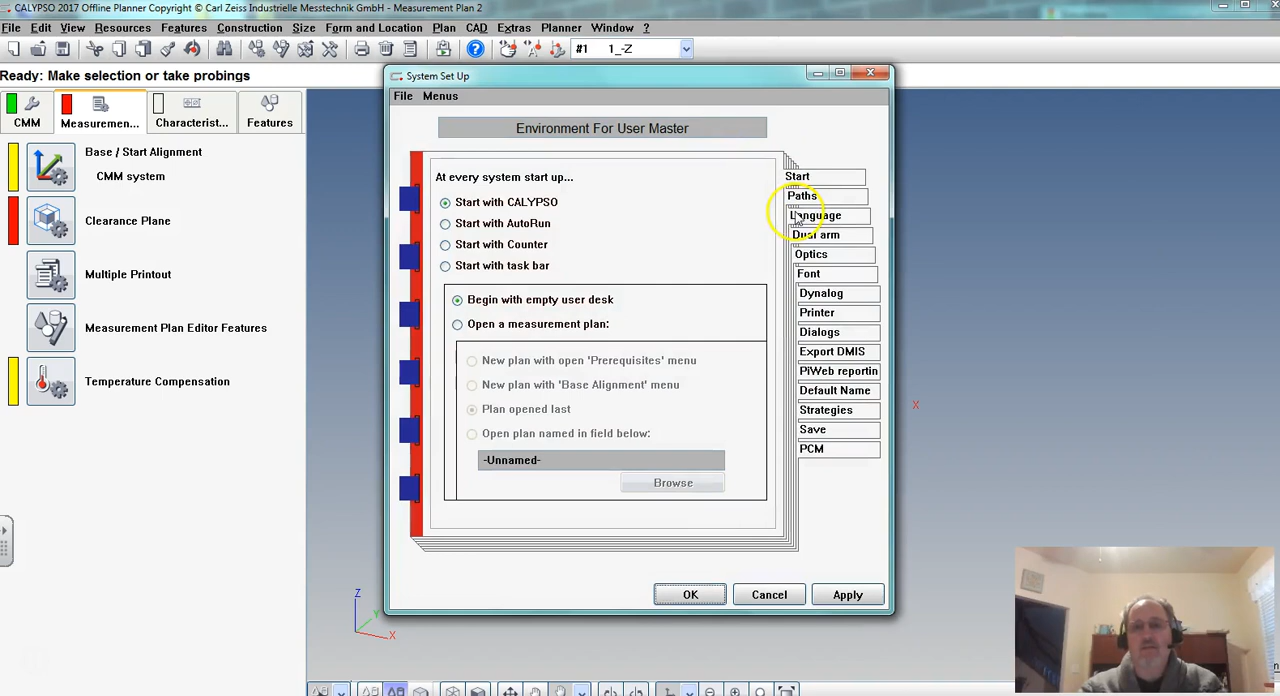 CALYPSO 2017 Offline Planner Copyright © Carl Zeiss Industrielle Messtechnik GmbH - Measurement Plan 2
File Edit View Resources Features Construction Size Form and Location Plan CAD Extras Planner Window ?
#1 1_-Z
Ready: Make selection or take probings
CMM
Measuremen...
Characterist...
Features
Base / Start Alignment
CMM system
Clearance Plane
Multiple Printout
Measurement Plan Editor Features
Temperature Compensation
System Set Up
File Menus
Environment For User Master
At every system start up...
Start with CALYPSO
Start with AutoRun
Start with Counter
Start with task bar
Begin with empty user desk
Open a measurement plan:
New plan with open 'Prerequisites' menu
New plan with 'Base Alignment' menu
Plan opened last
Open plan named in field below:
-Unnamed-
Browse
Start
Paths
Language
Dual arm
Optics
Font
Dynalog
Printer
Dialogs
Export DMIS
PiWeb reportin
Default Name
Strategies
Save
PCM
OK Cancel Apply
X
Z
Y
X